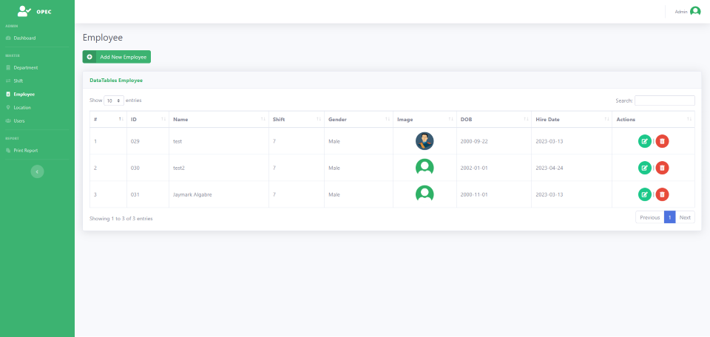 OPEC
Admin
ADMIN
Dashboard
MASTER
Department
Shift
Employee
Location
Users
REPORT
Print Report
Employee
Add New Employee
DataTables Employee
Show 10 entries
Search:
# ID Name Shift Gender Image DOB Hire Date Actions
1 029 test 7 Male 2000-09-22 2023-03-13
2 030 test2 7 Male 2002-01-01 2023-04-24
3 031 Jaymark Algabre 7 Male 2000-11-01 2023-03-13
Showing 1 to 3 of 3 entries
Previous 1 Next